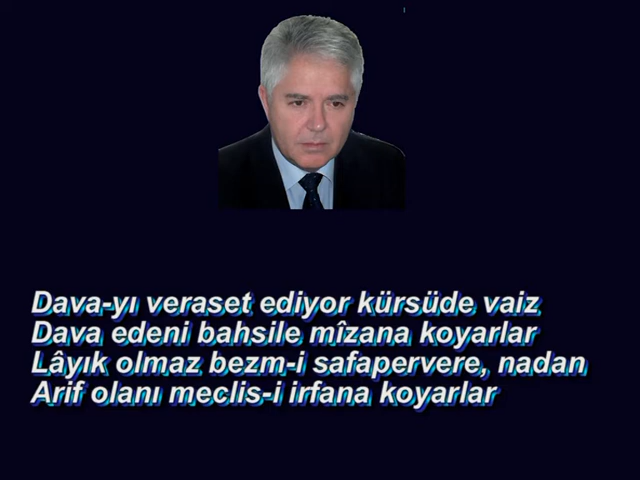 Dava-yı veraset ediyor kürsüde vaiz
Dava edeni bahsile mîzana koyarlar
Lâyık olmaz bezm-i safapervere, nadan
Arif olanı meclis-i irfana koyarlar